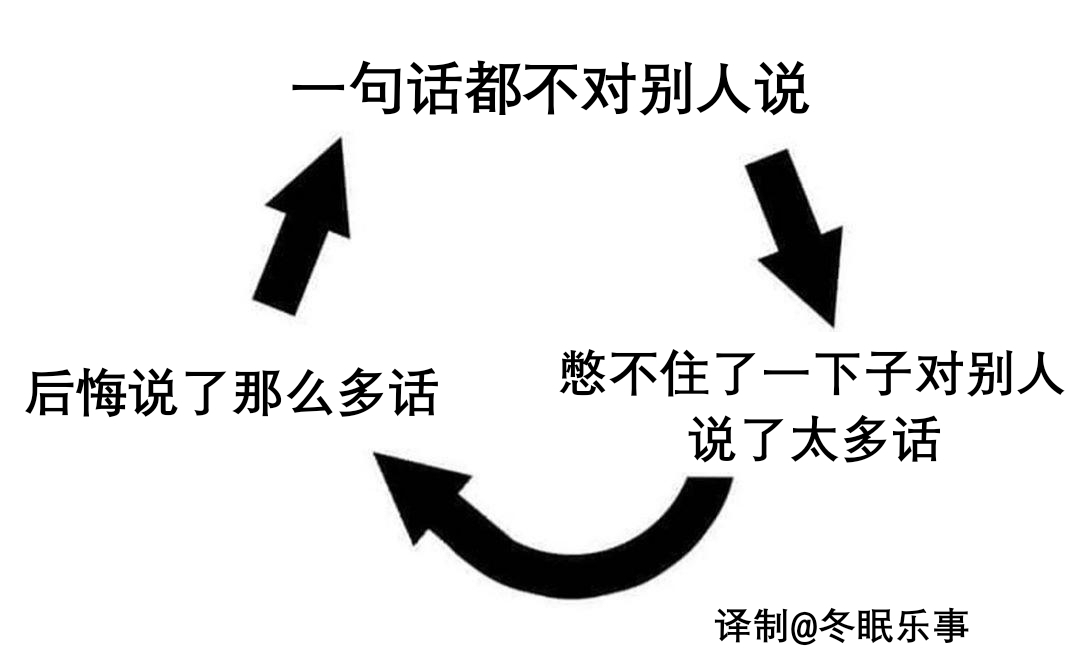 一句话都不对别人说
憋不住了一下子对别人
说了太多话
后悔说了那么多话
译制@冬眠乐事